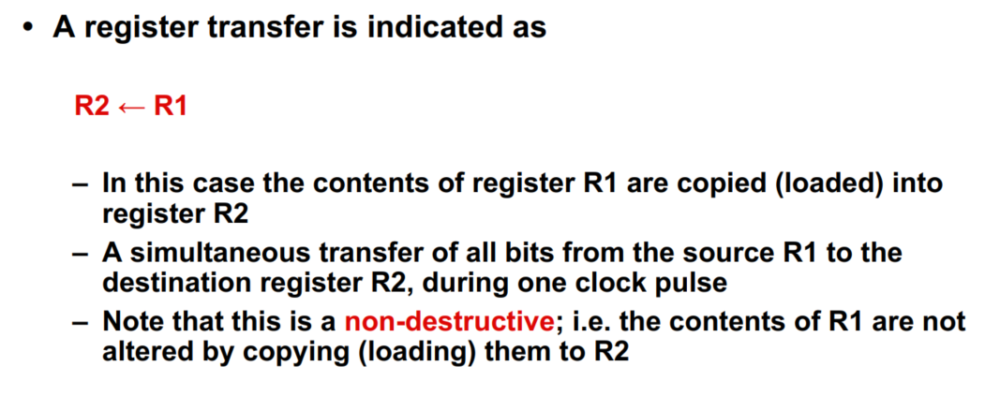 • A register transfer is indicated as
R2 ← R1
– In this case the contents of register R1 are copied (loaded) into
register R2
– A simultaneous transfer of all bits from the source R1 to the
destination register R2, during one clock pulse
– Note that this is a non-destructive; i.e. the contents of R1 are not
altered by copying (loading) them to R2